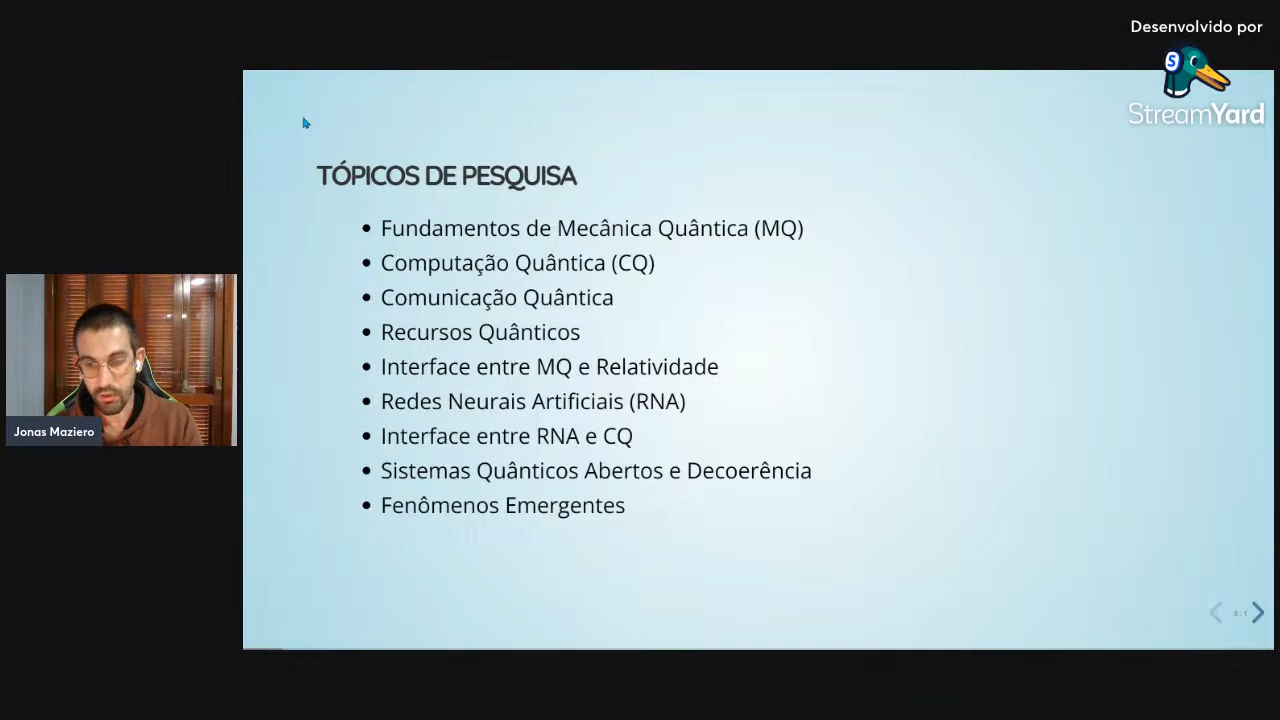 Desenvolvido por
StreamYard
TÓPICOS DE PESQUISA
• Fundamentos de Mecânica Quântica (MQ)
• Computação Quântica (CQ)
• Comunicação Quântica
• Recursos Quânticos
• Interface entre MQ e Relatividade
• Redes Neurais Artificiais (RNA)
• Interface entre RNA e CQ
• Sistemas Quânticos Abertos e Decoerência
• Fenômenos Emergentes
Jonas Maziero